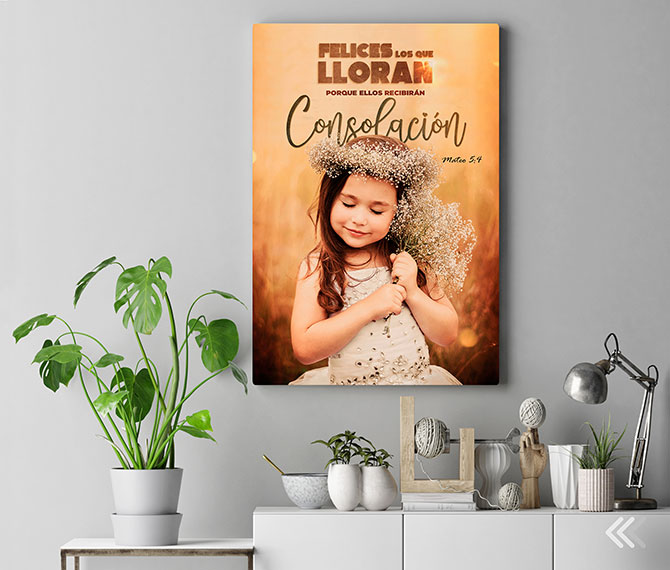 FELICES LOS QUE
LLORAN
PORQUE ELLOS RECIBIRÁN
Consolación
Mateo 5,4